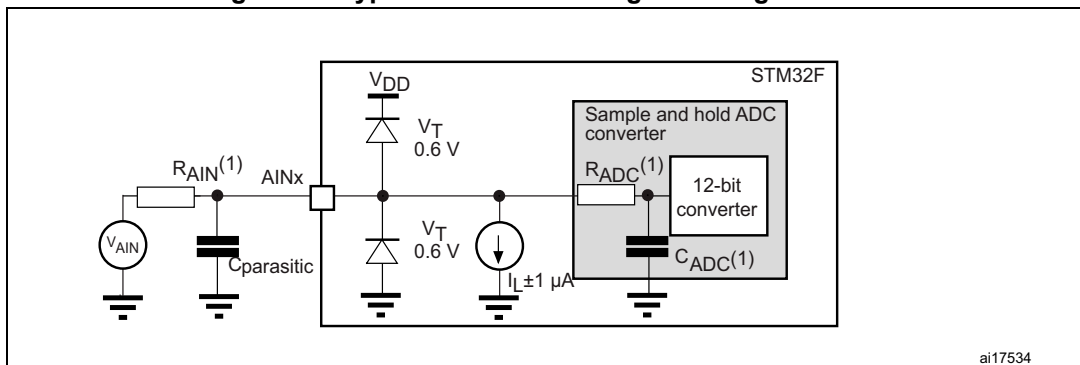 STM32F
VDD
VT
0.6 V
Sample and hold ADC
converter
RAIN(1)
AINx
RADC(1)
12-bit
converter
VAIN
Cparasitic
VT
0.6 V
IL±1 µA
CADC(1)
ai17534